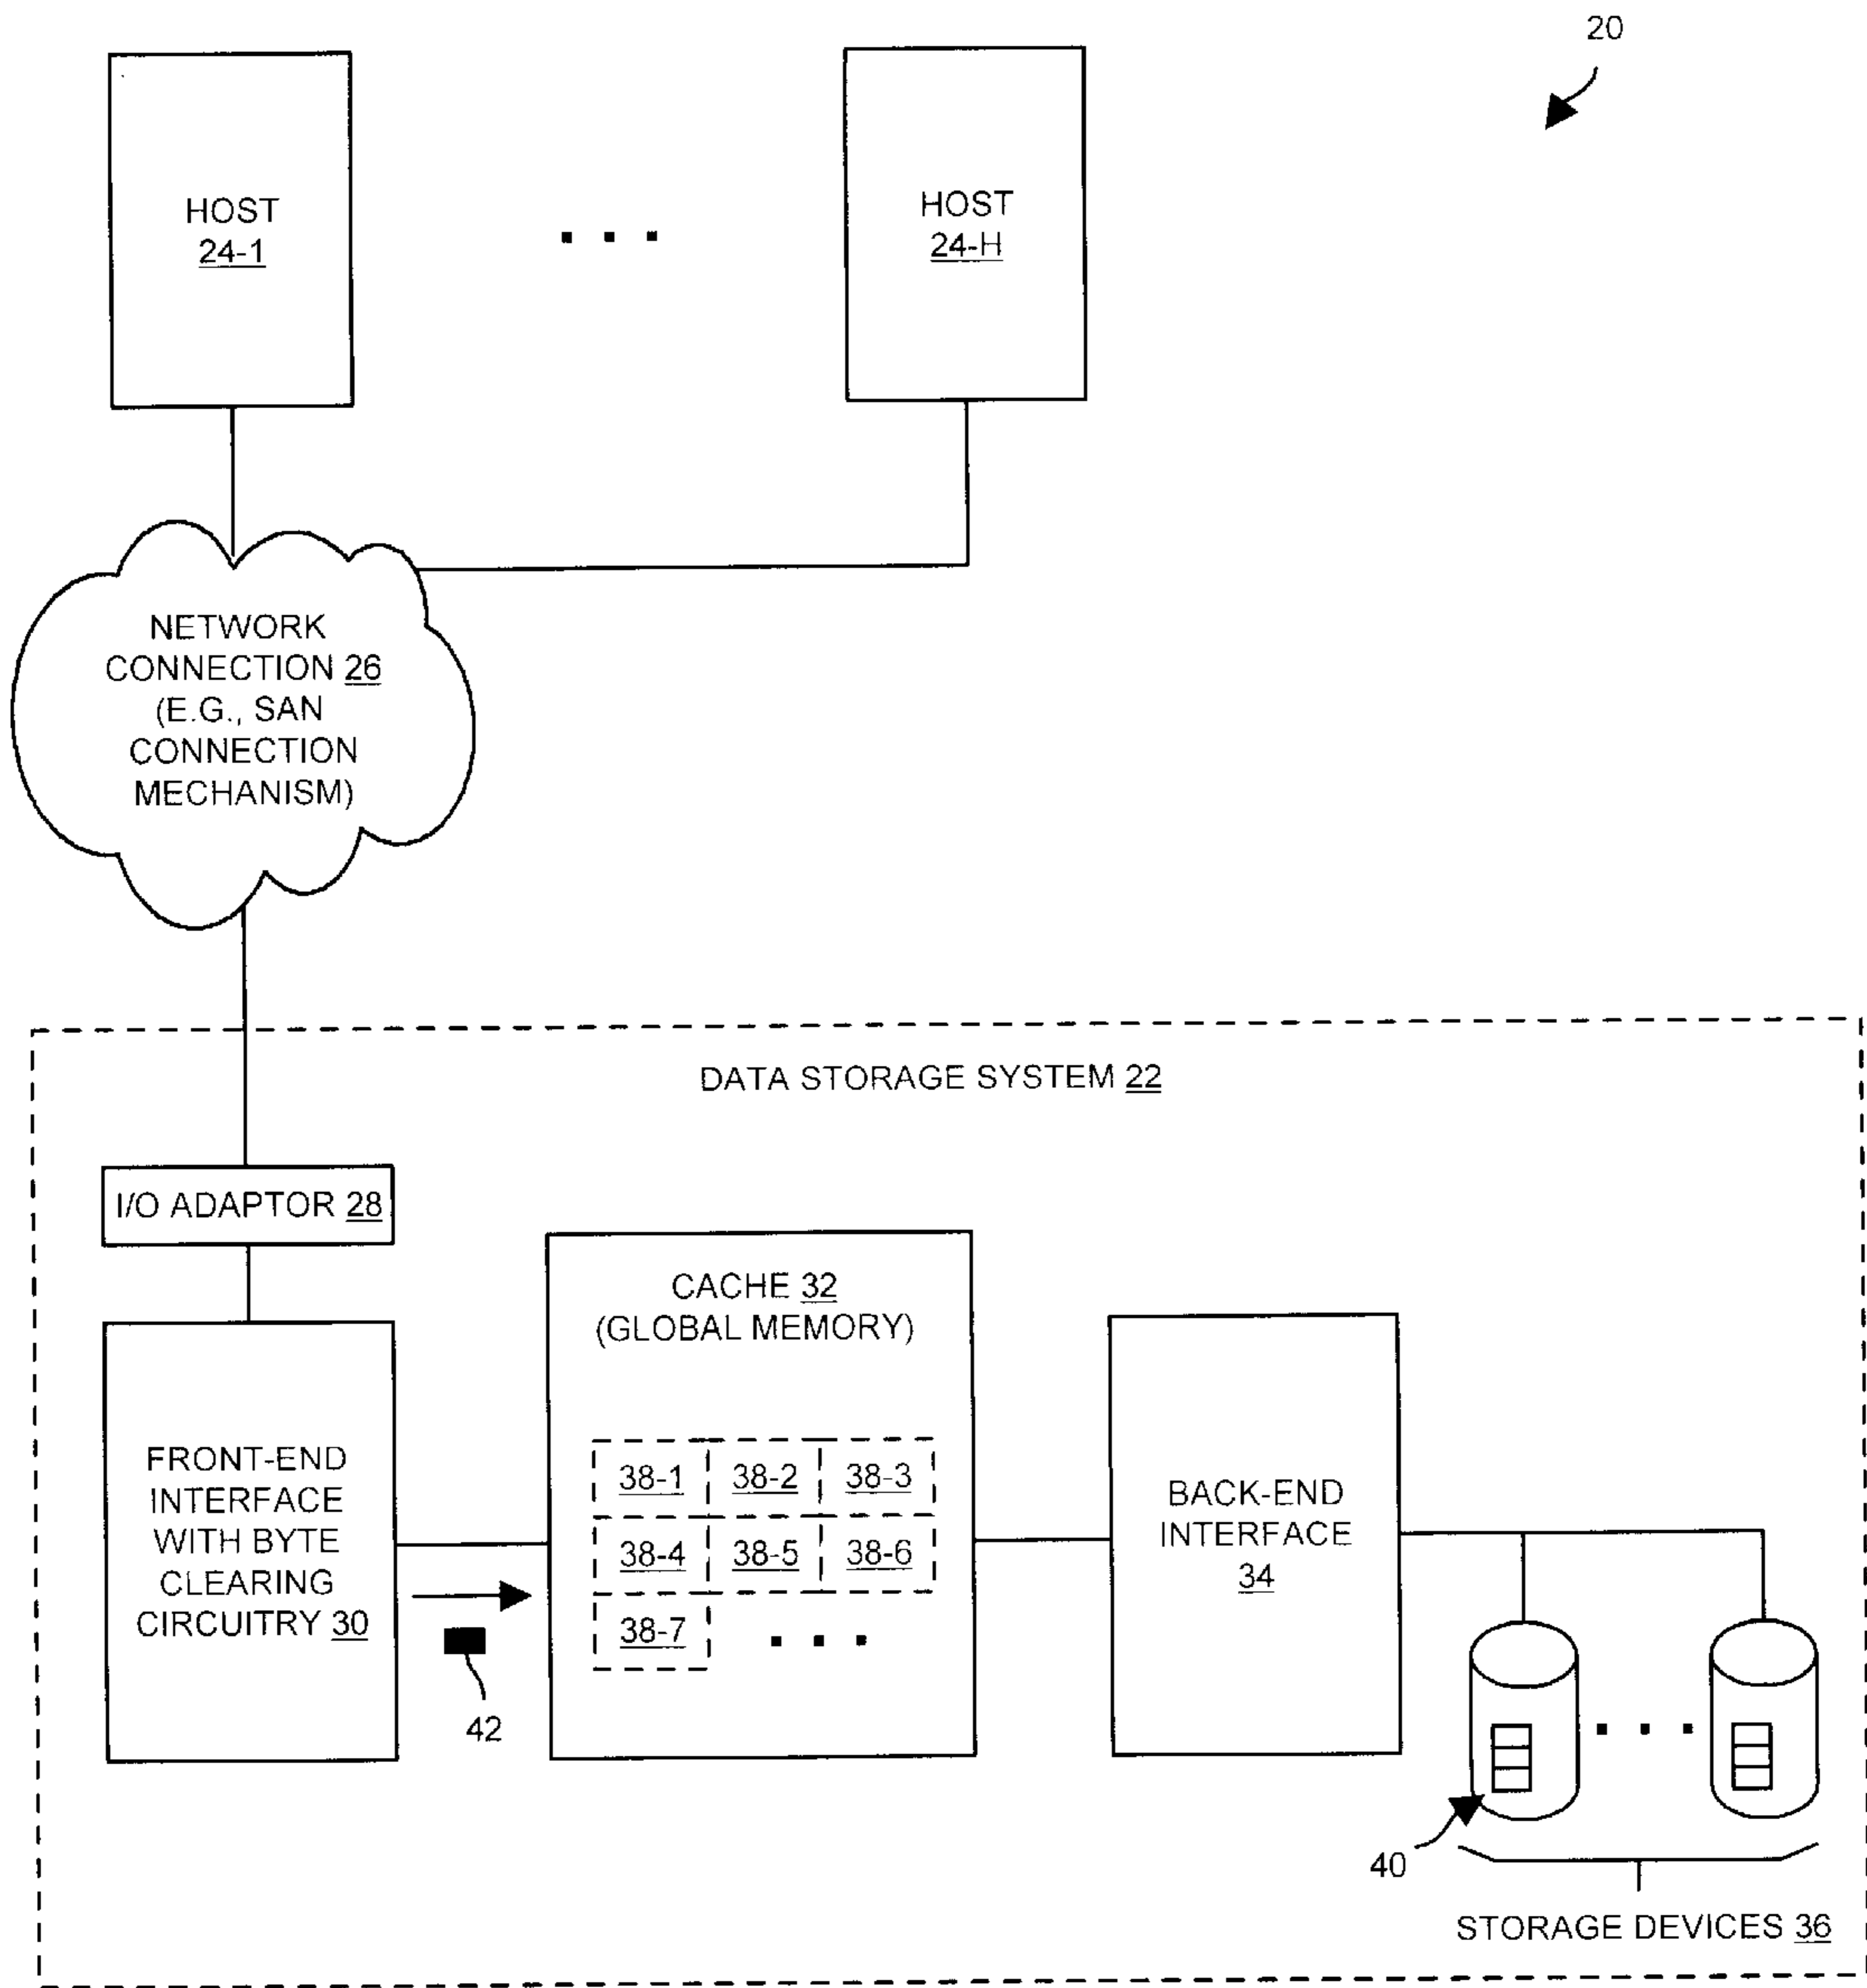 20
HOST
24-1
HOST
24-H
NETWORK
CONNECTION 26
(E.G., SAN
CONNECTION
MECHANISM)
DATA STORAGE SYSTEM 22
I/O ADAPTOR 28
CACHE 32
(GLOBAL MEMORY)
38-1 38-2 38-3
38-4 38-5 38-6
38-7
FRONT-END
INTERFACE
WITH BYTE
CLEARING
CIRCUITRY 30
42
BACK-END
INTERFACE
34
40
STORAGE DEVICES 36